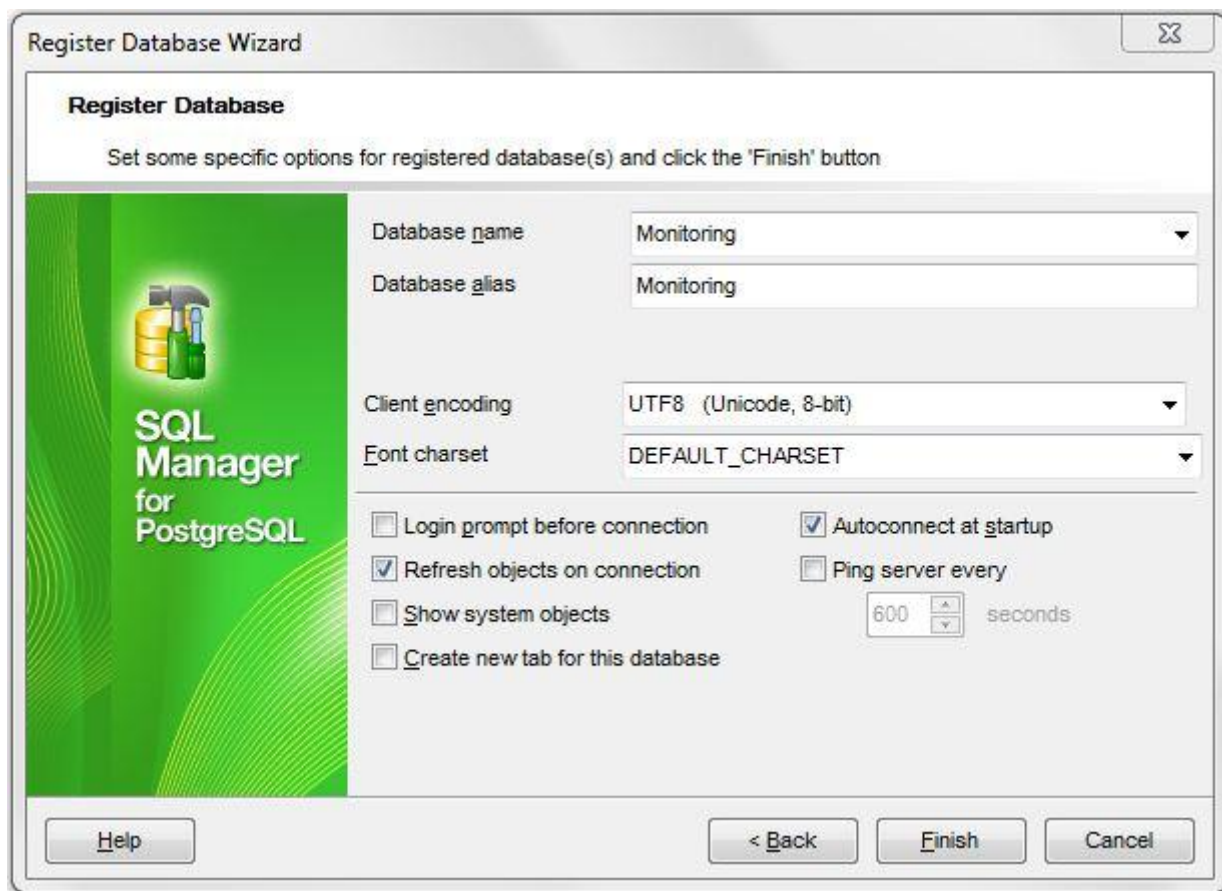 Register Database Wizard
Register Database
Set some specific options for registered database(s) and click the 'Finish' button
Database name
Monitoring
Database alias
Monitoring
Client encoding
UTF8 (Unicode, 8-bit)
Font charset
DEFAULT_CHARSET
SQL
Manager
for
PostgreSQL
Login prompt before connection
Autoconnect at startup
Refresh objects on connection
Ping server every
Show system objects
600 seconds
Create new tab for this database
Help
< Back
Finish
Cancel